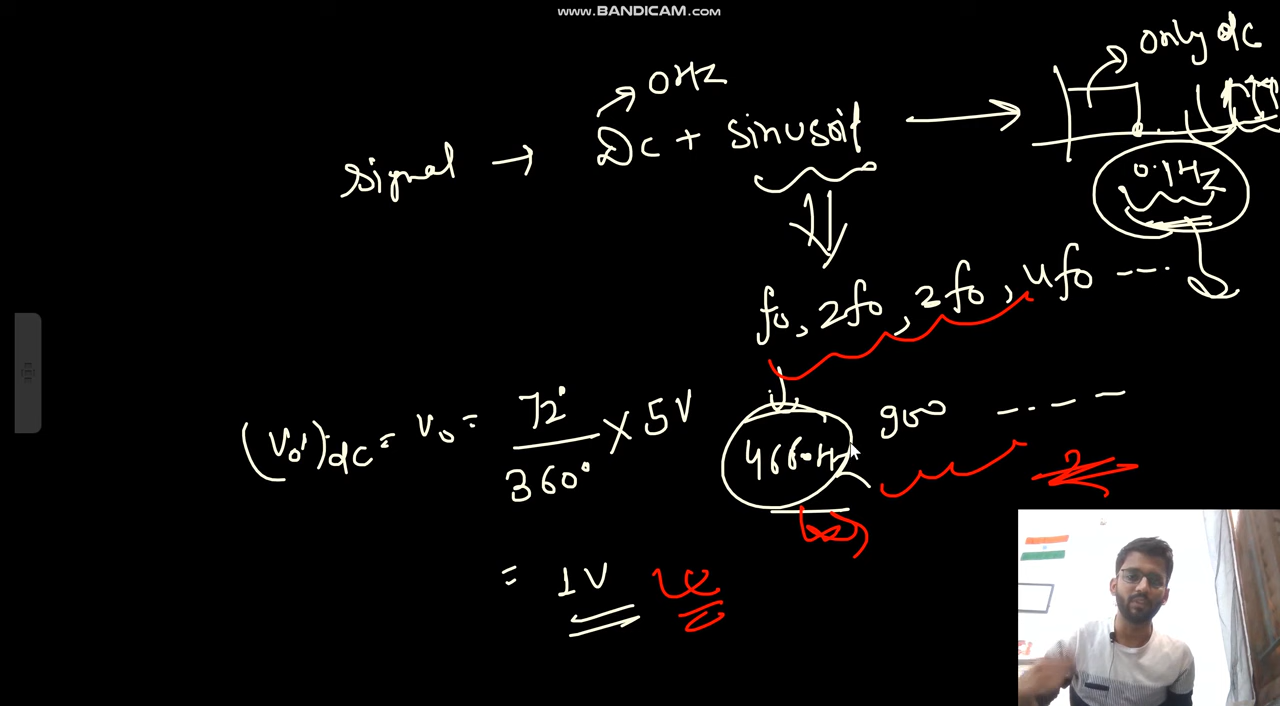 WWW.BANDICAM.COM
only dc
0HZ
signal → Dc + sinusoit →
0.1HZ
f0, 2f0, 2f0, 4f0 ---..
(V0')dc = V0 = 72° / 360° × 5V
900 -.---
= 1V